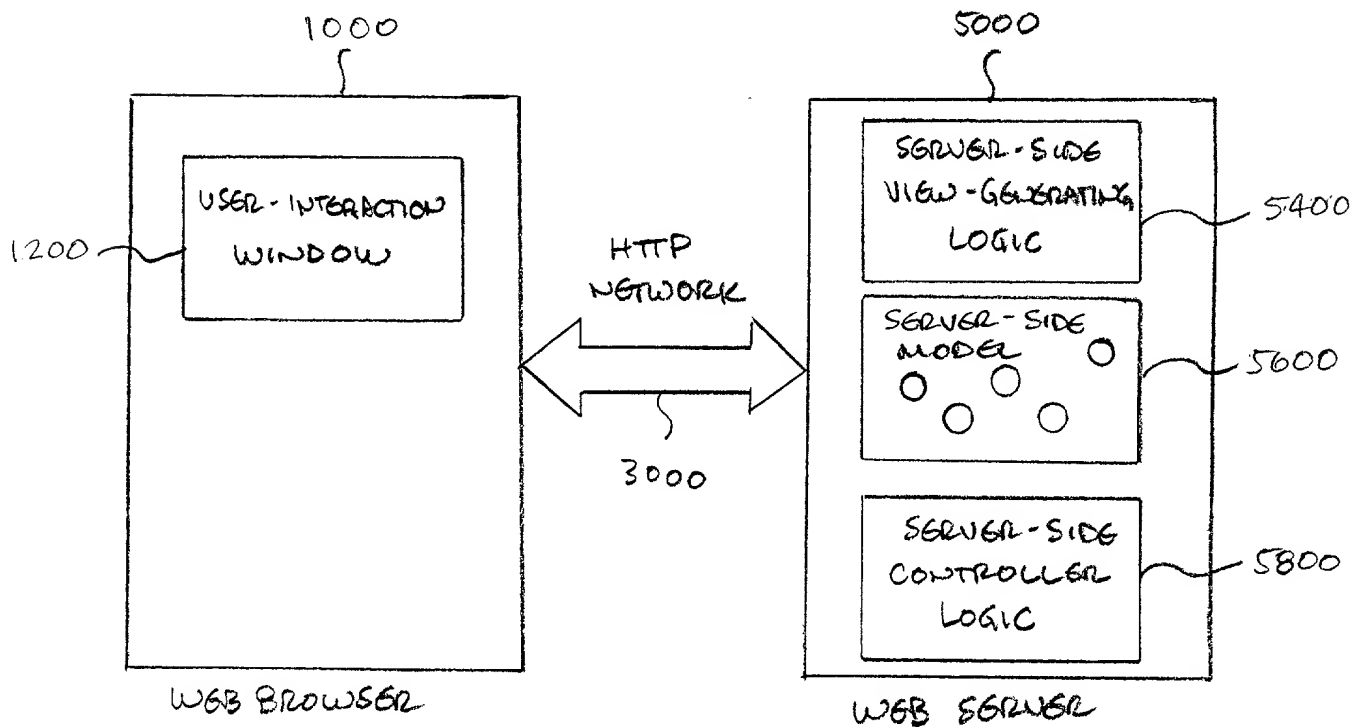 1000
5000
USER-INTERACTION
WINDOW
1200
HTTP
NETWORK
3000
SERVER-SIDE
VIEW-GENERATING
LOGIC
5400
SERVER-SIDE
MODEL
5600
SERVER-SIDE
CONTROLLER
LOGIC
5800
WEB BROWSER
WEB SERVER